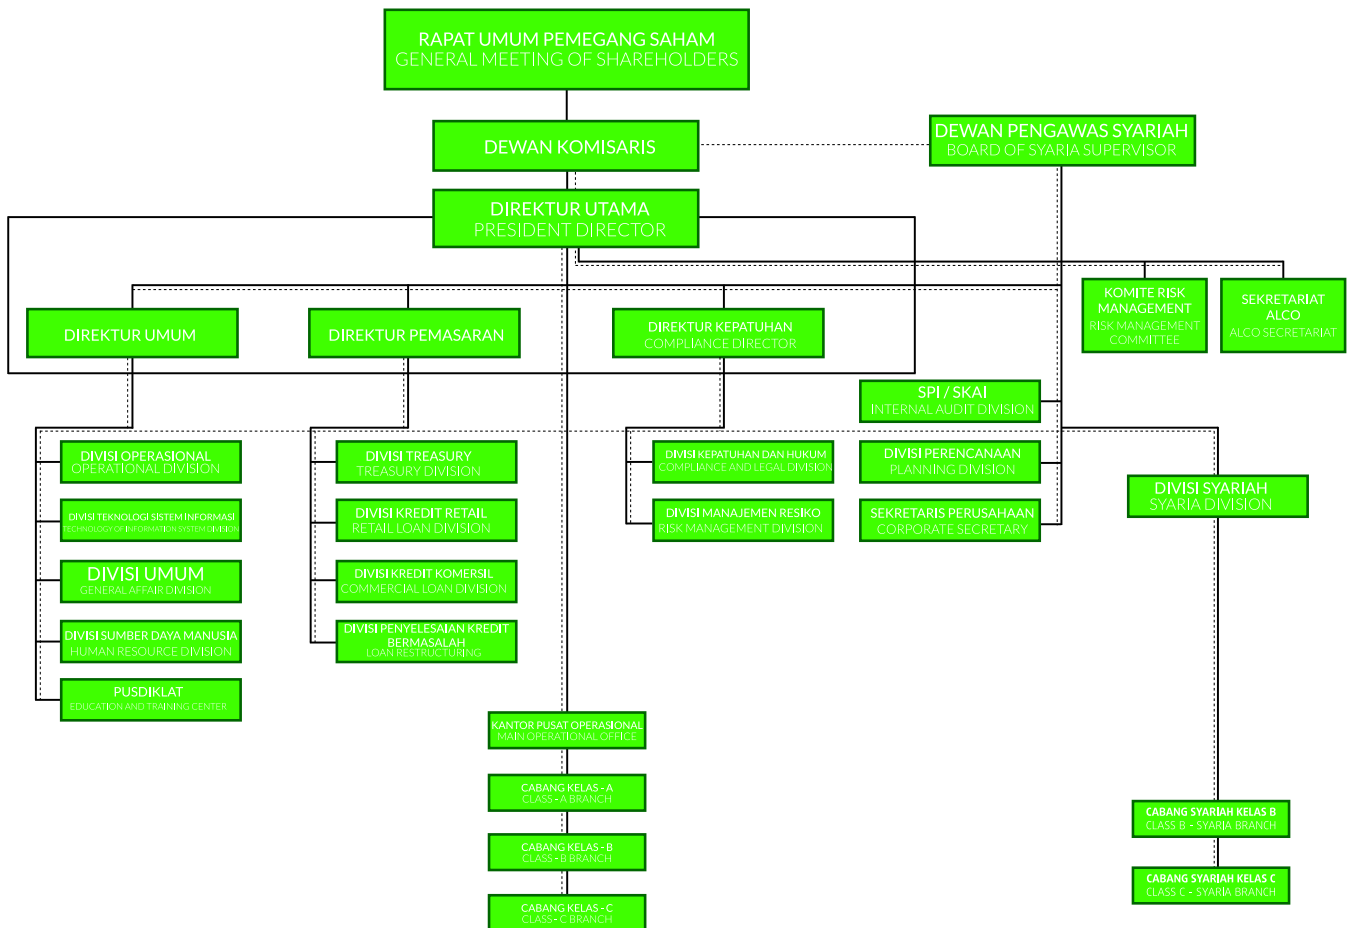 RAPAT UMUM PEMEGANG SAHAM
GENERAL MEETING OF SHAREHOLDERS
DEWAN KOMISARIS
DEWAN PENGAWAS SYARIAH
BOARD OF SYARIA SUPERVISOR
DIREKTUR UTAMA
PRESIDENT DIRECTOR
KOMITE RISK
MANAGEMENT
RISK MANAGEMENT
COMMITTEE
SEKRETARIAT
ALCO
ALCO SECRETARIAT
DIREKTUR UMUM
DIREKTUR PEMASARAN
DIREKTUR KEPATUHAN
COMPLIANCE DIRECTOR
SPI / SKAI
INTERNAL AUDIT DIVISION
DIVISI OPERASIONAL
OPERATIONAL DIVISION
DIVISI TREASURY
TREASURY DIVISION
DIVISI KEPATUHAN DAN HUKUM
COMPLIANCE AND LEGAL DIVISION
DIVISI PERENCANAAN
PLANNING DIVISION
DIVISI SYARIAH
SYARIA DIVISION
DIVISI TEKNOLOGI SISTEM INFORMASI
TECHNOLOGY OF INFORMATION SYSTEM DIVISION
DIVISI KREDIT RETAIL
RETAIL LOAN DIVISION
DIVISI MANAJEMEN RESIKO
RISK MANAGEMENT DIVISION
SEKRETARIS PERUSAHAAN
CORPORATE SECRETARY
DIVISI UMUM
GENERAL AFFAIR DIVISION
DIVISI KREDIT KOMERSIL
COMMERCIAL LOAN DIVISION
DIVISI SUMBER DAYA MANUSIA
HUMAN RESOURCE DIVISION
DIVISI PENYELESAIAN KREDIT
BERMASALAH
LOAN RESTRUCTURING
PUSDIKLAT
EDUCATION AND TRAINING CENTER
KANTOR PUSAT OPERASIONAL
MAIN OPERATIONAL OFFICE
CABANG KELAS - A
CLASS - A BRANCH
CABANG KELAS - B
CLASS - B BRANCH
CABANG KELAS - C
CLASS - C BRANCH
CABANG SYARIAH KELAS B
CLASS B - SYARIA BRANCH
CABANG SYARIAH KELAS C
CLASS C - SYARIA BRANCH